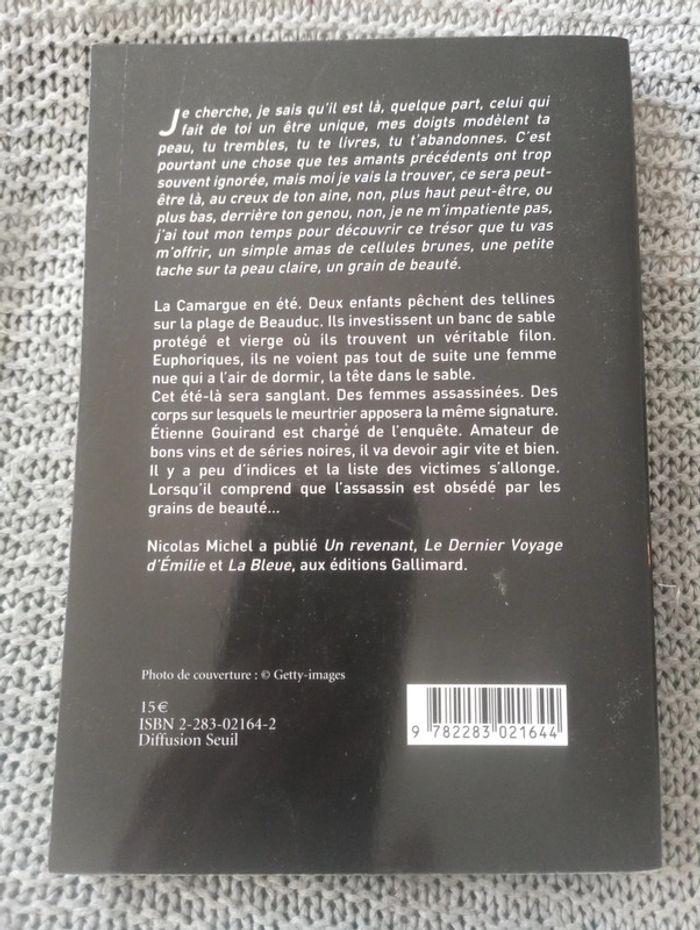 Je cherche, je sais qu'il est là, quelque part, celui qui
fait de toi un être unique, mes doigts modèlent ta
peau, tu trembles, tu te livres, tu t'abandonnes. C'est
pourtant une chose que tes amants précédents ont trop
souvent ignorée, mais moi je vais la trouver, ce sera peut-
être là, au creux de ton aine, non, plus haut peut-être, ou
plus bas, derrière ton genou, non, je ne m'impatiente pas,
j'ai tout mon temps pour découvrir ce trésor que tu vas
m'offrir, un simple amas de cellules brunes, une petite
tache sur ta peau claire, un grain de beauté.
La Camargue en été. Deux enfants pêchent des tellines
sur la plage de Beauduc. Ils investissent un banc de sable
protégé et vierge où ils trouvent un véritable filon.
Euphoriques, ils ne voient pas tout de suite une femme
nue qui a l'air de dormir, la tête dans le sable.
Cet été-là sera sanglant. Des femmes assassinées. Des
corps sur lesquels le meurtrier apposera la même signature.
Étienne Gouirand est chargé de l'enquête. Amateur de
bons vins et de séries noires, il va devoir agir vite et bien.
Il y a peu d'indices et la liste des victimes s'allonge.
Lorsqu'il comprend que l'assassin est obsédé par les
grains de beauté...
Nicolas Michel a publié Un revenant, Le Dernier Voyage
d'Émilie et La Bleue, aux éditions Gallimard.
Photo de couverture : © Getty-images
15 €
ISBN 2-283-02164-2
Diffusion Seuil
9 782283 021644